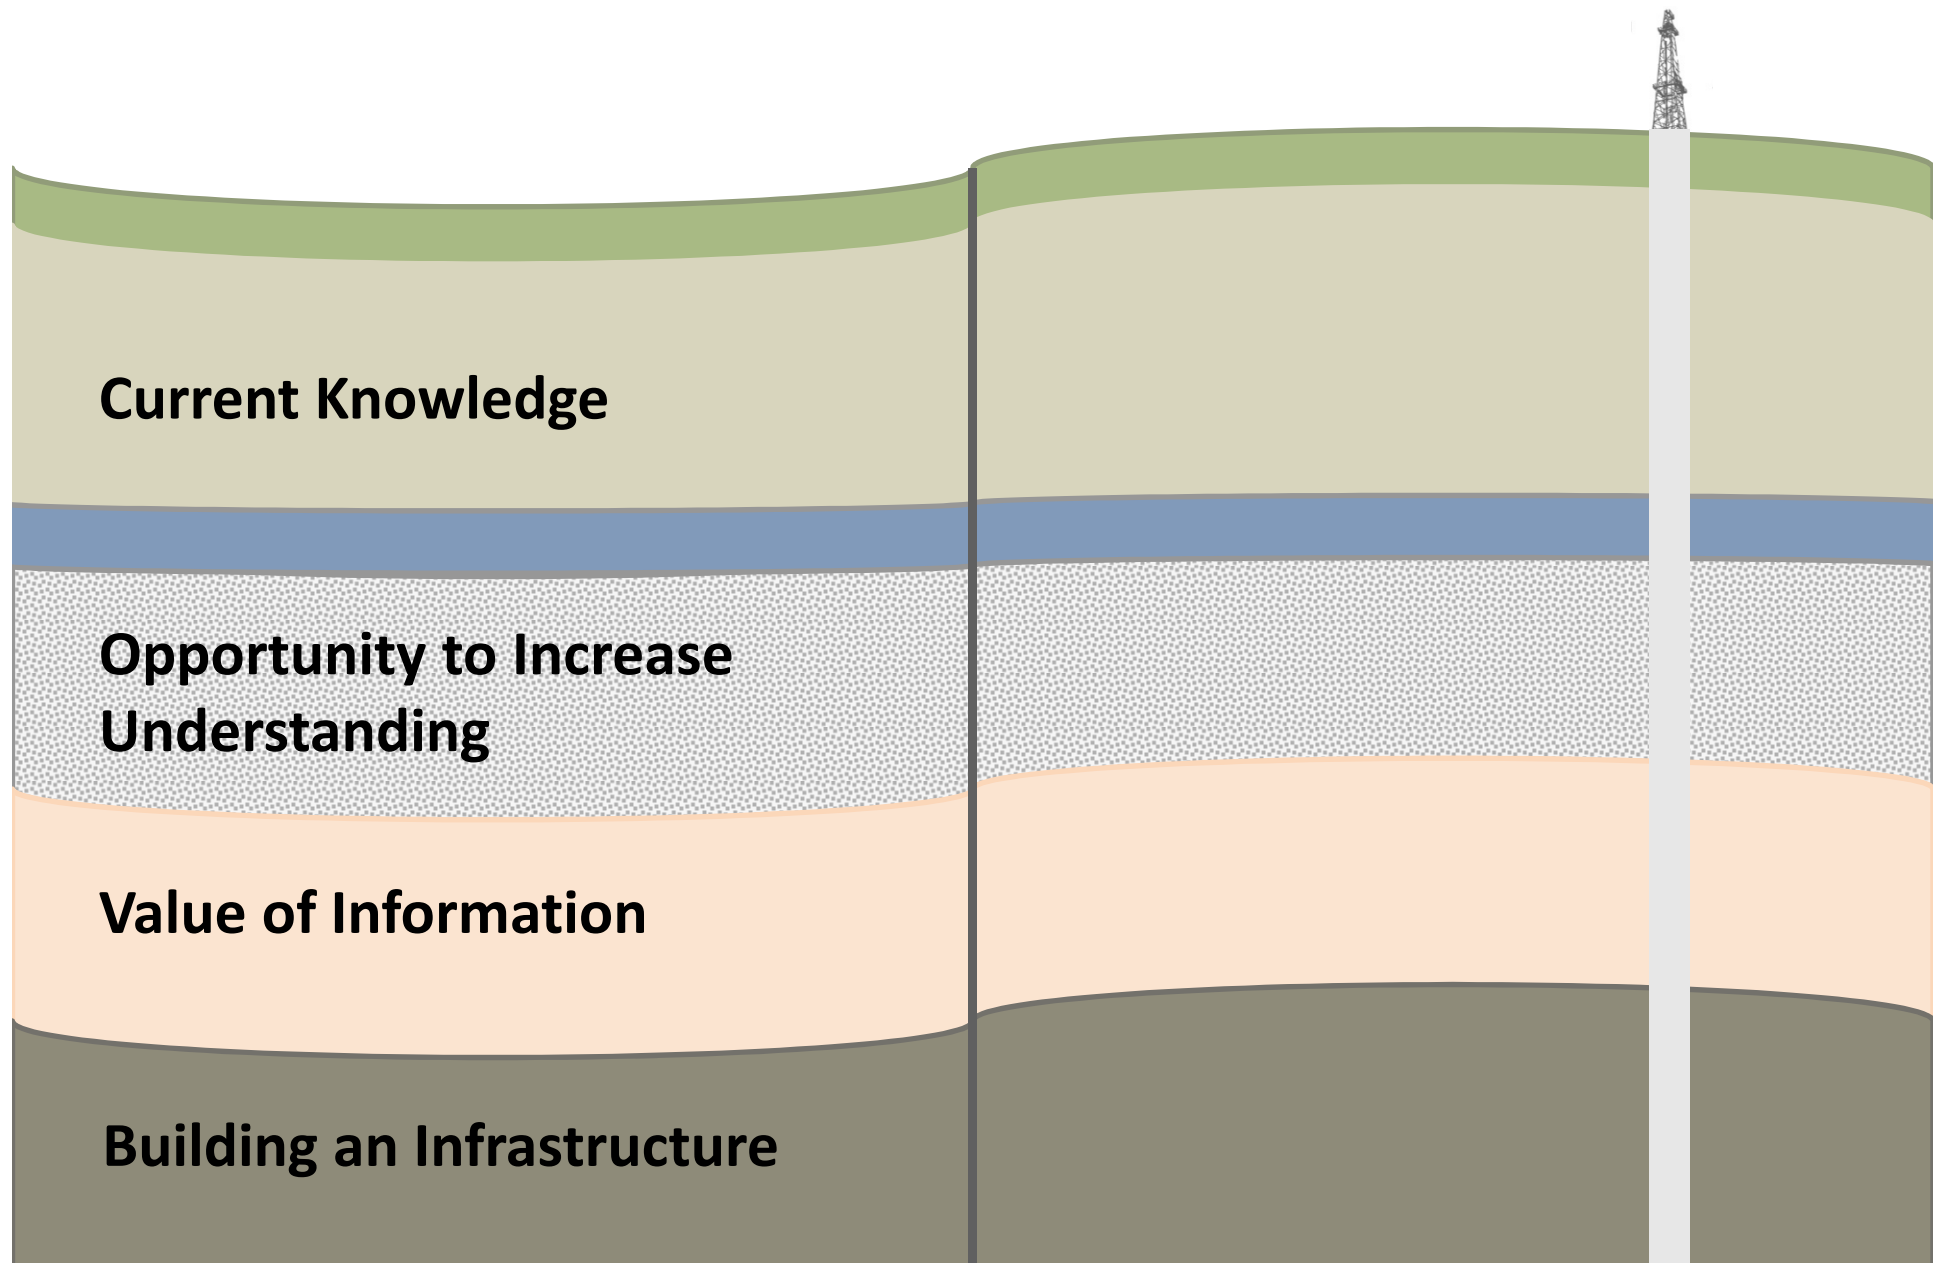 Current Knowledge
Opportunity to Increase
Understanding
Value of Information
Building an Infrastructure